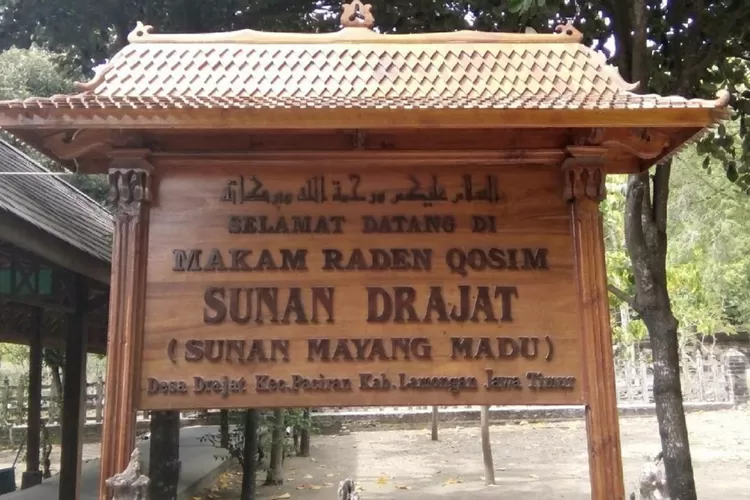 السلام عليكم ورحمة الله وبركاته
SELAMAT DATANG DI
MAKAM RADEN QOSIM
SUNAN DRAJAT
(SUNAN MAYANG MADU)
Desa Drajat Kec.Paciran Kab.Lamongan Jawa Timur